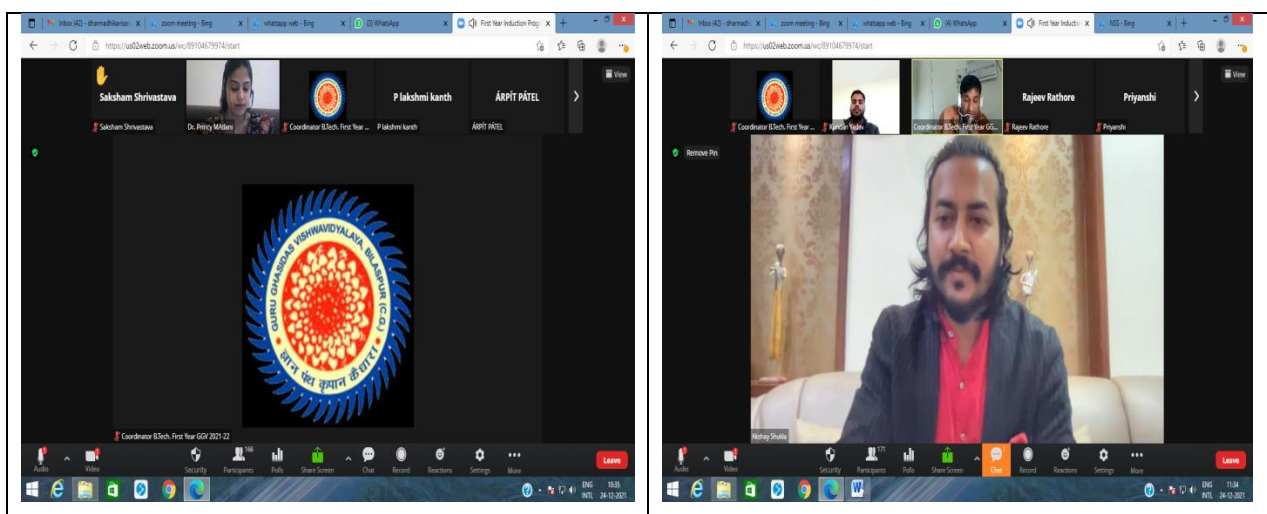 Inbox (42) - dharmadhikarisan
zoom meeting - Bing
whatsapp web - Bing
(3) WhatsApp
First Year Induction Progr
https://us02web.zoom.us/wc/89104679974/start
View
Saksham Shrivastava
P lakshmi kanth
ÁRPÍT PÁTEL
Saksham Shrivastava
Dr. Princy MAdani
Coordinator B.Tech. First Year ...
P lakshmi kanth
ÁRPÍT PÁTEL
GURU GHASIDAS VISHWAVIDYALAYA, BILASPUR (C.G.)
Coordinator B.Tech. First Year GGV 2021-22
Audio
Video
Security
Participants
166
Polls
Share Screen
Chat
Record
Reactions
Settings
More
Leave
ENG
INTL
10:35
24-12-2021
Inbox (42) - dharmadhi
zoom meeting - Bing
whatsapp web - Bing
(4) WhatsApp
First Year Induction
NSS - Bing
https://us02web.zoom.us/wc/89104679974/start
View
Rajeev Rathore
Priyanshi
Coordinator B.Tech. First Year ...
Kundan Yadav
Coordinator B.Tech. First Year GG...
Rajeev Rathore
Priyanshi
Remove Pin
Akshay Shukla
Audio
Video
Security
Participants
171
Polls
Share Screen
Chat
Record
Reactions
Settings
More
Leave
ENG
INTL
11:34
24-12-2021